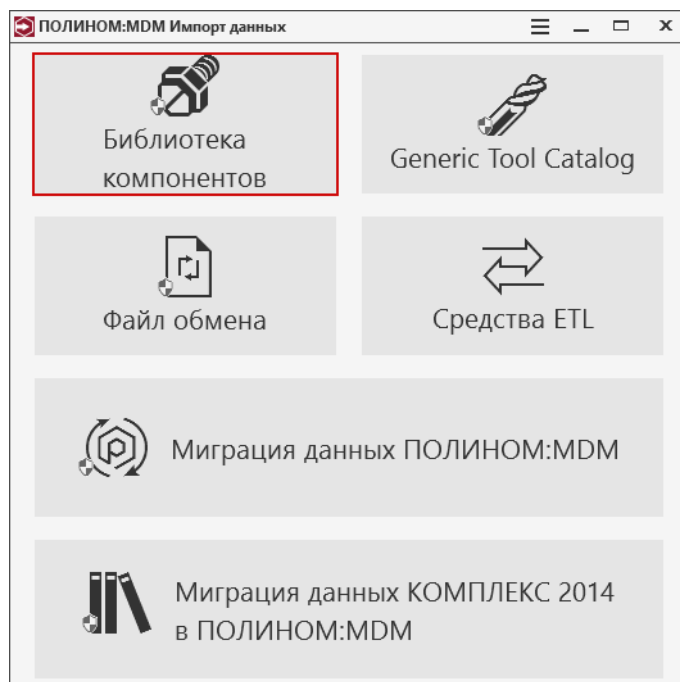 ПОЛИНОМ:MDM Импорт данных
Библиотека
компонентов
Generic Tool Catalog
Файл обмена
Средства ETL
Миграция данных ПОЛИНОМ:MDM
Миграция данных КОМПЛЕКС 2014
в ПОЛИНОМ:MDM